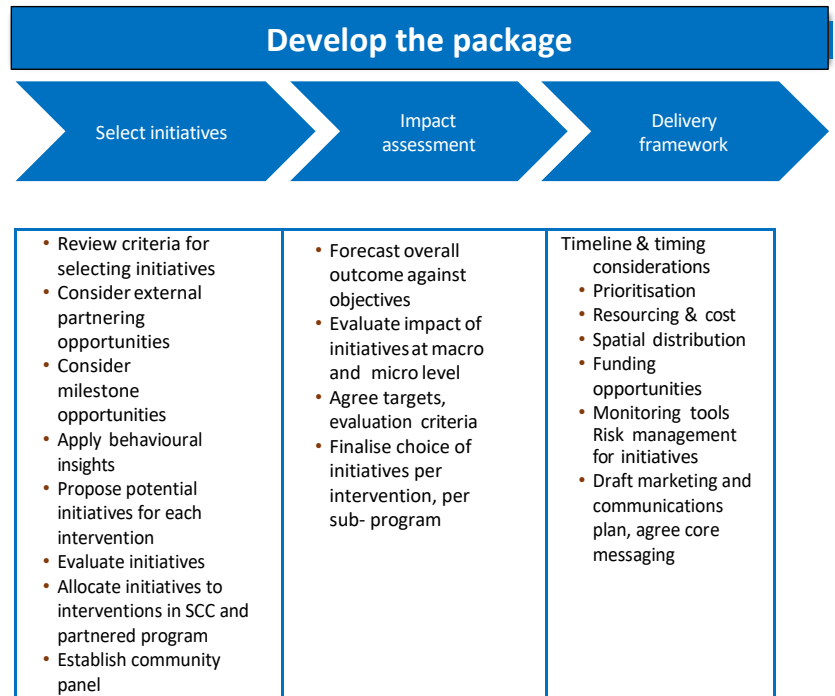 Develop the package
Select initiatives
Impact
assessment
Delivery
framework
• Review criteria for
selecting initiatives
• Consider external
partnering
opportunities
• Consider
milestone
opportunities
• Apply behavioural
insights
• Propose potential
initiatives for each
intervention
• Evaluate initiatives
• Allocate initiatives to
interventions in SCC and
partnered program
• Establish community
panel
• Forecast overall
outcome against
objectives
• Evaluate impact of
initiatives at macro
and micro level
• Agree targets,
evaluation criteria
• Finalise choice of
initiatives per
intervention, per
sub- program
Timeline & timing
considerations
• Prioritisation
• Resourcing & cost
• Spatial distribution
• Funding
opportunities
• Monitoring tools
Risk management
for initiatives
• Draft marketing and
communications
plan, agree core
messaging